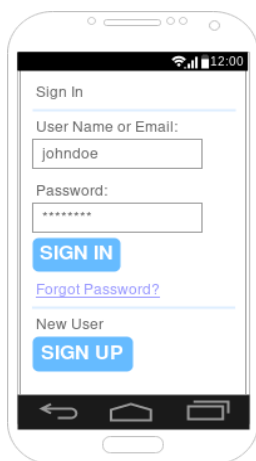 12:00
Sign In
User Name or Email:
johndoe
Password:
********
SIGN IN
Forgot Password?
New User
SIGN UP